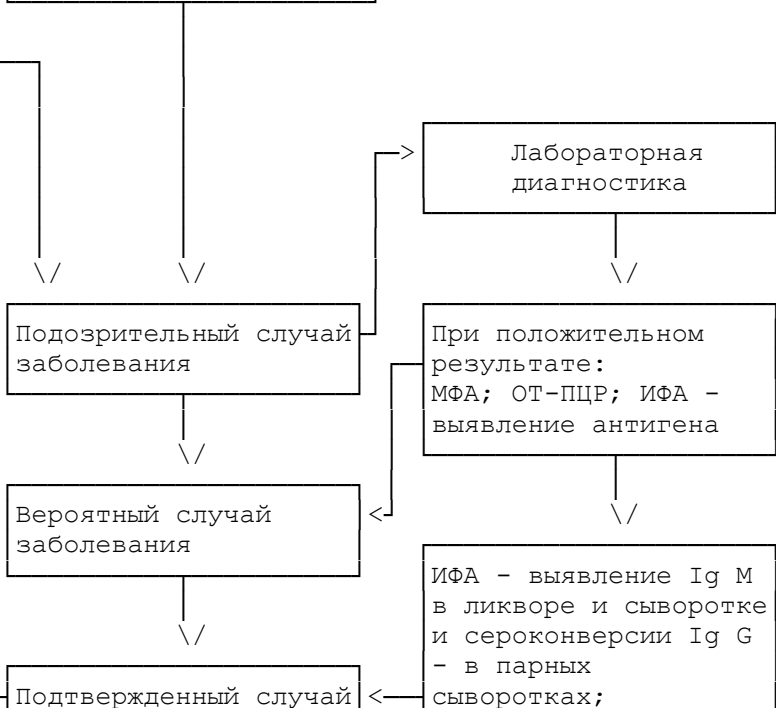 Лабораторная
диагностика
Подозрительный случай
заболевания
При положительном
результате:
МФА; ОТ-ПЦР; ИФА -
выявление антигена
Вероятный случай
заболевания
ИФА - выявление Ig M
в ликворе и сыворотке
и сероконверсии Ig G
- в парных
сыворотках;
Подтвержденный случай